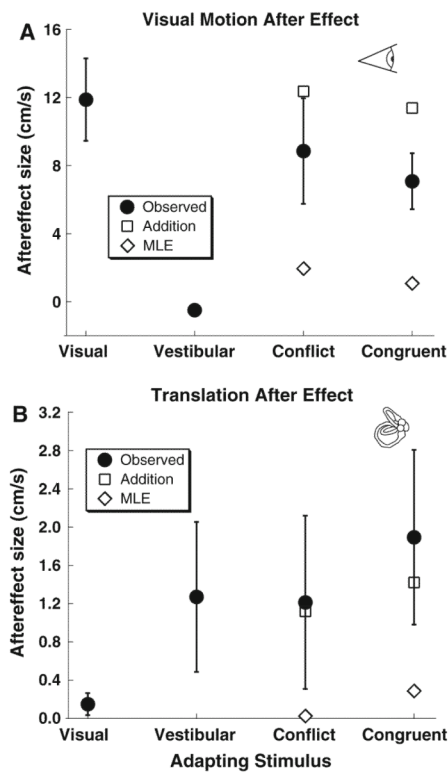 Visual Motion After Effect
A
16
12
8
4
0
Aftereffect size (cm/s)
Observed
Addition
MLE
Visual Vestibular Conflict Congruent
Translation After Effect
B
3.2
2.8
2.4
2.0
1.6
1.2
0.8
0.4
0.0
Aftereffect size (cm/s)
Observed
Addition
MLE
Visual Vestibular Conflict Congruent
Adapting Stimulus